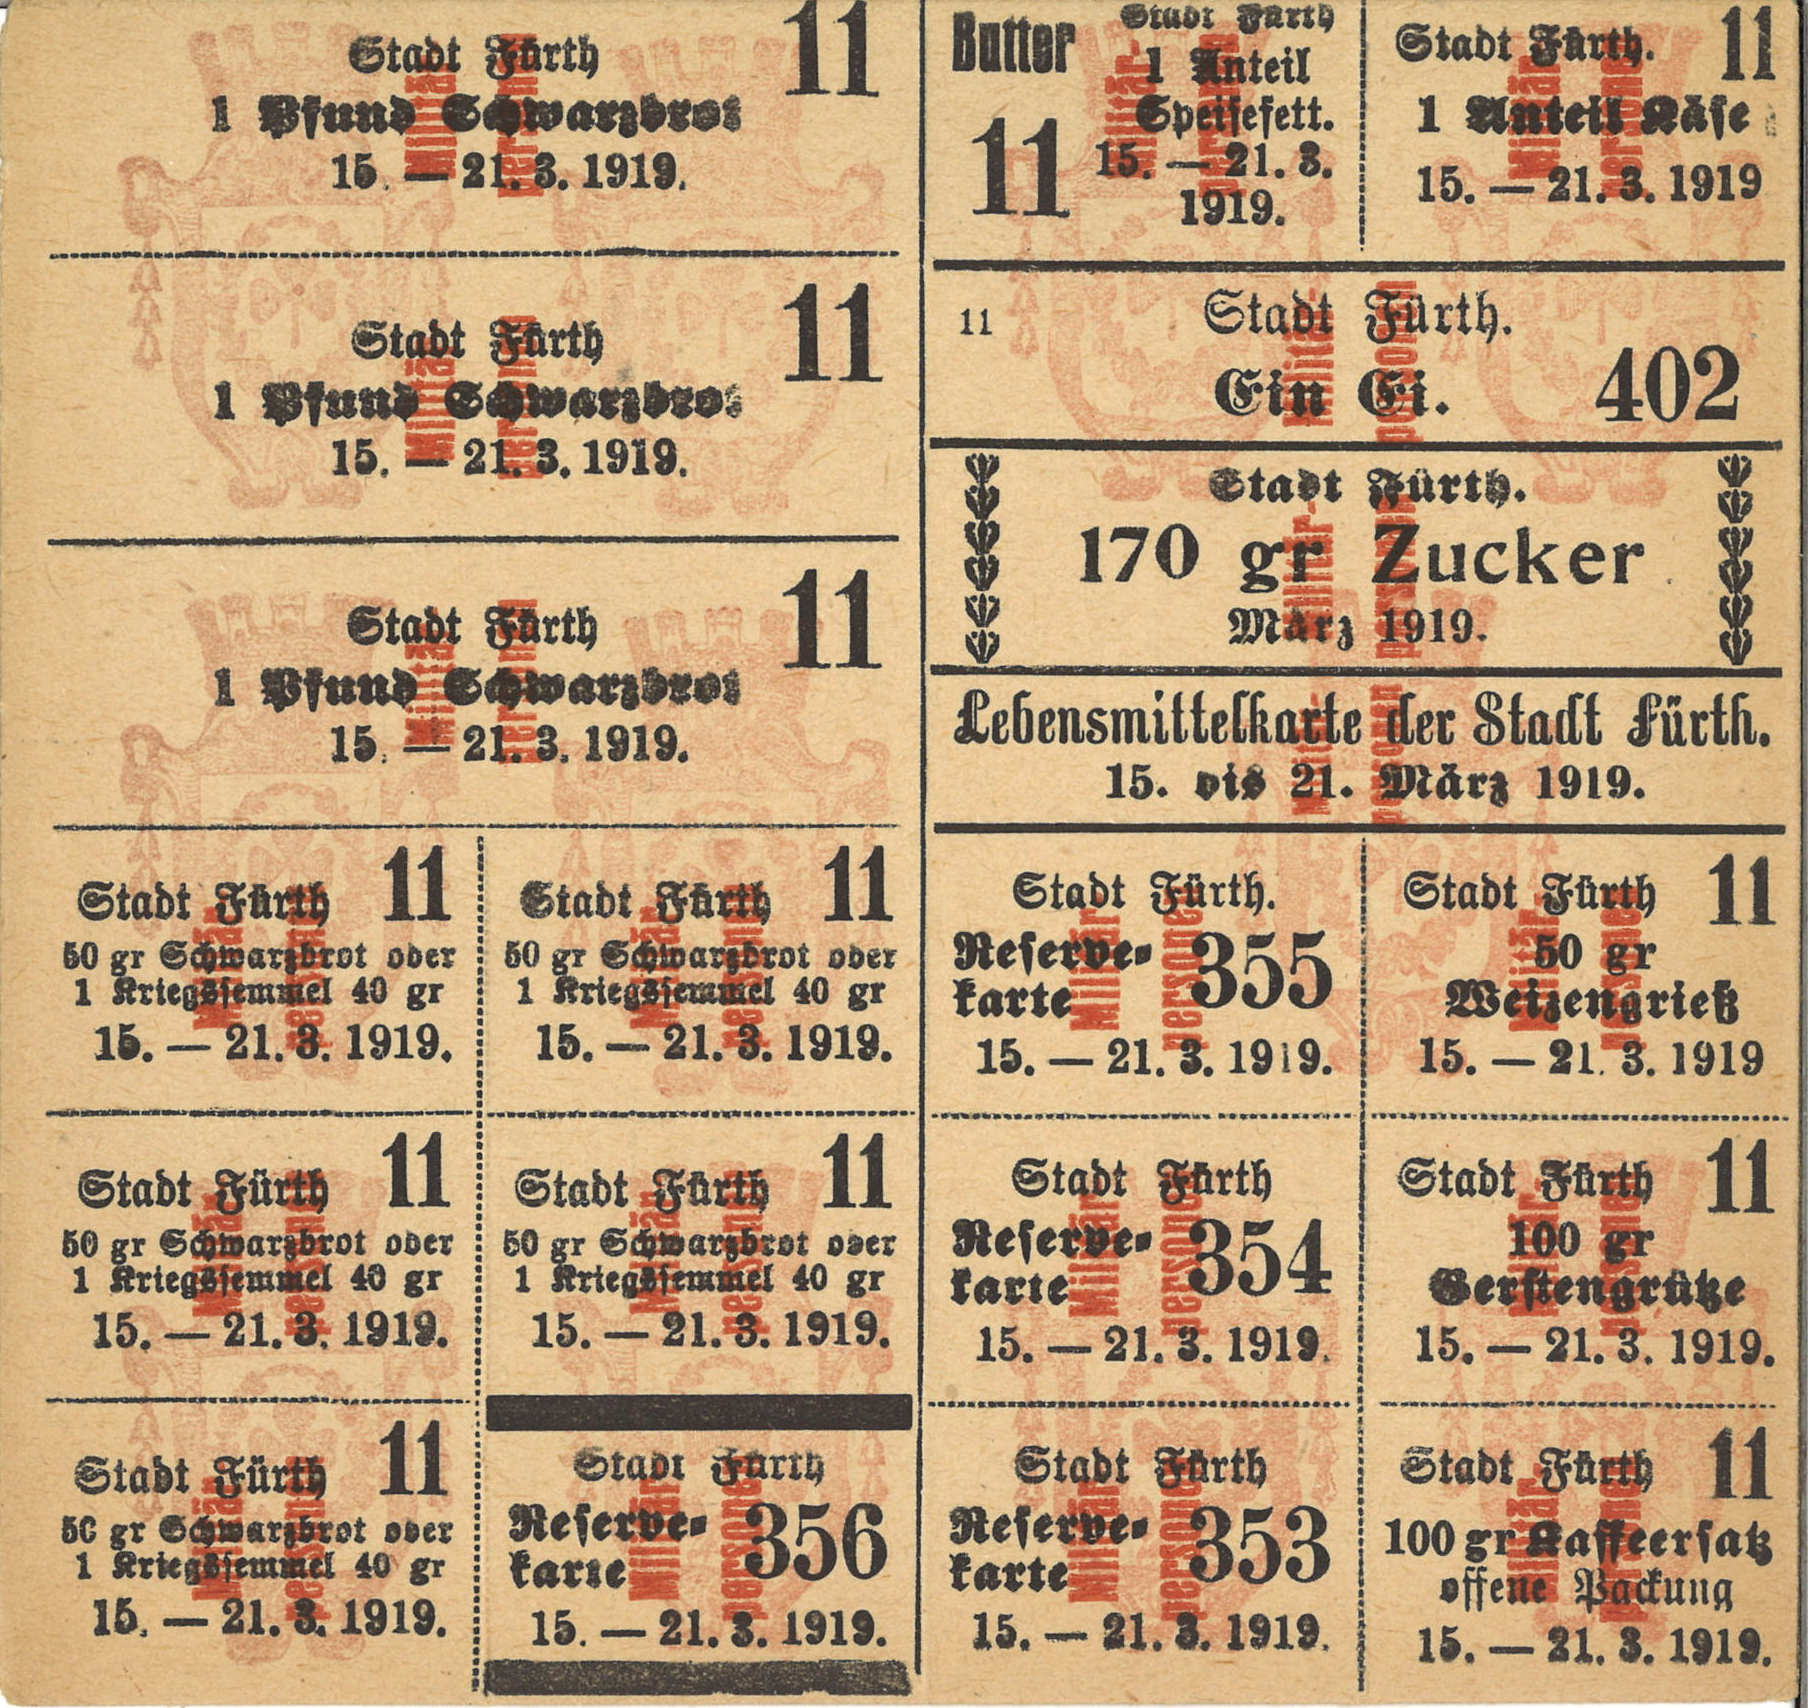 Stadt Fürth 11
1 Pfund Schwarzbrot
15. — 21. 3. 1919.
Stadt Fürth 11
1 Pfund Schwarzbrot
15. — 21. 3. 1919.
Stadt Fürth 11
1 Pfund Schwarzbrot
15. — 21. 3. 1919.
Stadt Fürth 11
50 gr Schwarzbrot oder
1 Kriegssemmel 40 gr
15. — 21. 3. 1919.
Stadt Fürth 11
50 gr Schwarzbrot oder
1 Kriegssemmel 40 gr
15. — 21. 3. 1919.
Stadt Fürth 11
50 gr Schwarzbrot oder
1 Kriegssemmel 40 gr
15. — 21. 3. 1919.
Stadt Fürth 11
50 gr Schwarzbrot oder
1 Kriegssemmel 40 gr
15. — 21. 3. 1919.
Stadt Fürth 11
50 gr Schwarzbrot oder
1 Kriegssemmel 40 gr
15. — 21. 3. 1919.
Stadt Fürth
Reserve-
karte 356
15. — 21. 3. 1919.
Butter
11
Stadt Fürth
1 Anteil
Speisefett.
15. — 21. 3.
1919.
Stadt Fürth. 11
1 Anteil Käse
15. — 21. 3. 1919
11 Stadt Fürth.
Ein Ei. 402
Stadt Fürth.
170 gr Zucker
März 1919.
Lebensmittelkarte der Stadt Fürth.
15. bis 21. März 1919.
Stadt Fürth.
Reserve-
karte 355
15. — 21. 3. 1919.
Stadt Fürth 11
50 gr
Weizengrieß
15. — 21. 3. 1919
Stadt Fürth
Reserve-
karte 354
15. — 21. 3. 1919.
Stadt Fürth 11
100 gr
Gerstengrütze
15. — 21. 3. 1919.
Stadt Fürth
Reserve-
karte 353
15. — 21. 3. 1919.
Stadt Fürth 11
100 gr Kaffeersatz
offene Packung
15. — 21. 3. 1919.
Militär-
personen